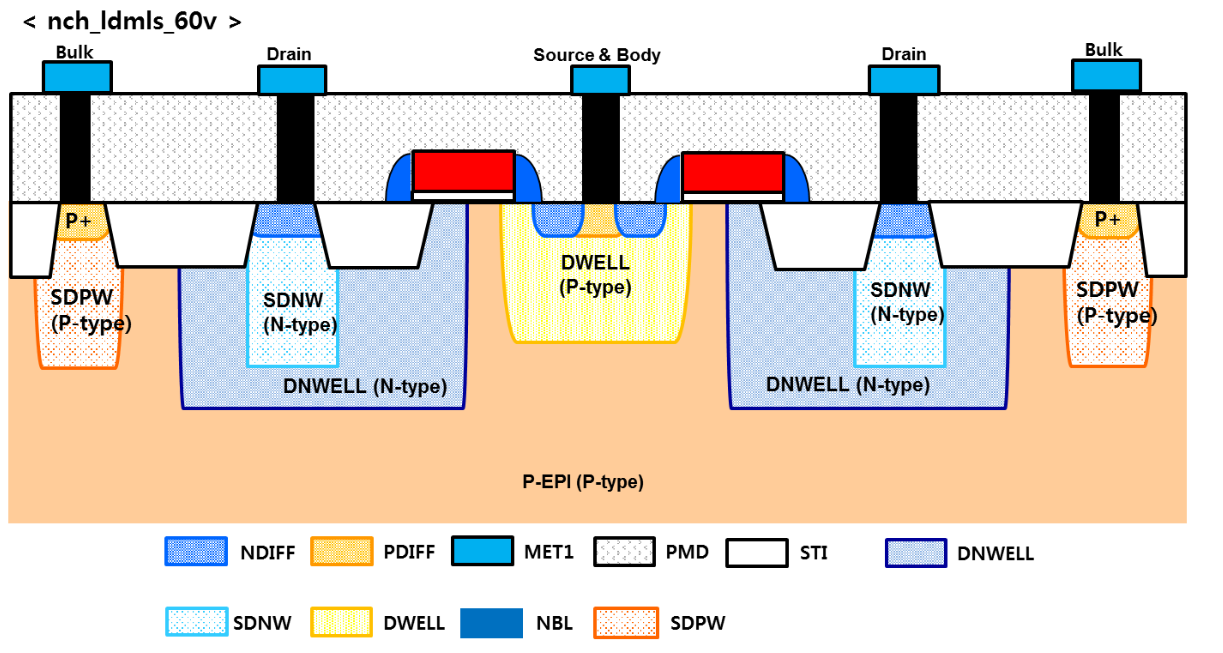 < nch_ldmls_60v >
Bulk
Drain
Source & Body
Drain
Bulk
P+
P+
DWELL
(P-type)
SDPW
(P-type)
SDNW
(N-type)
SDNW
(N-type)
SDPW
(P-type)
DNWELL (N-type)
DNWELL (N-type)
P-EPI (P-type)
NDIFF
PDIFF
MET1
PMD
STI
DNWELL
SDNW
DWELL
NBL
SDPW